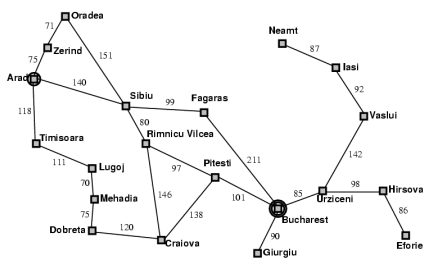 Oradea
71
Neamt
87
Zerind
75
151
Iasi
Arad
140
92
Sibiu
99
Fagaras
118
80
Vaslui
Timisoara
Rimnicu Vilcea
111
97
211
142
Lugoj
Pitesti
70
146
85
98
Hirsova
Mehadia
101
Urziceni
75
138
86
Bucharest
Dobreta
120
90
Craiova
Eforie
Giurgiu